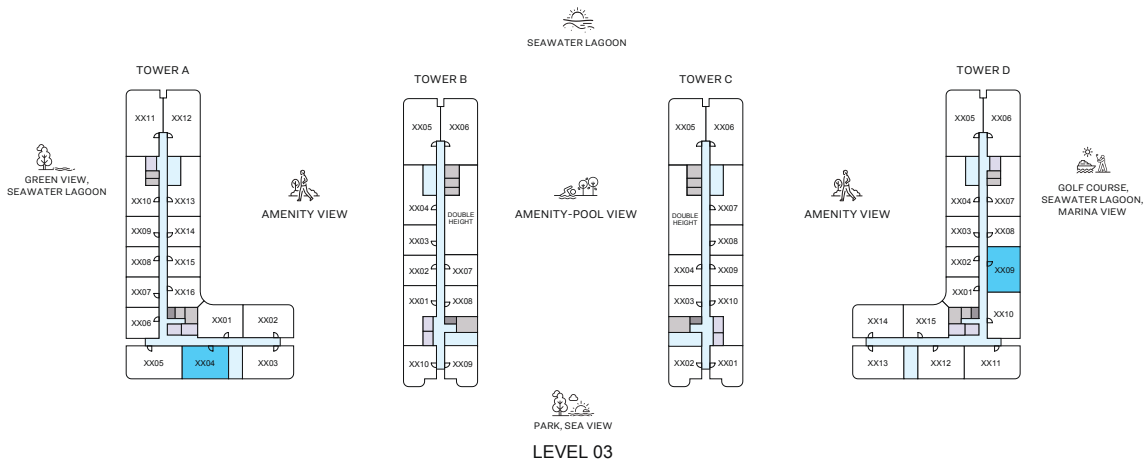 SEAWATER LAGOON
TOWER A
TOWER B
TOWER C
TOWER D
XX11 XX12
XX10 XX13
XX09 XX14
XX08 XX15
XX07 XX16
XX06
XX01 XX02
XX05 XX04 XX03
GREEN VIEW,
SEAWATER LAGOON
AMENITY VIEW
XX05 XX06
XX04
DOUBLE
HEIGHT
XX03
XX02 XX07
XX01 XX08
XX10 XX09
AMENITY-POOL VIEW
XX05 XX06
XX07
DOUBLE
HEIGHT
XX08
XX04 XX09
XX03 XX10
XX02 XX01
AMENITY VIEW
XX05 XX06
XX04 XX07
XX03 XX08
XX02 XX09
XX01
XX10
XX14 XX15
XX13 XX12 XX11
GOLF COURSE,
SEAWATER LAGOON,
MARINA VIEW
PARK, SEA VIEW
LEVEL 03